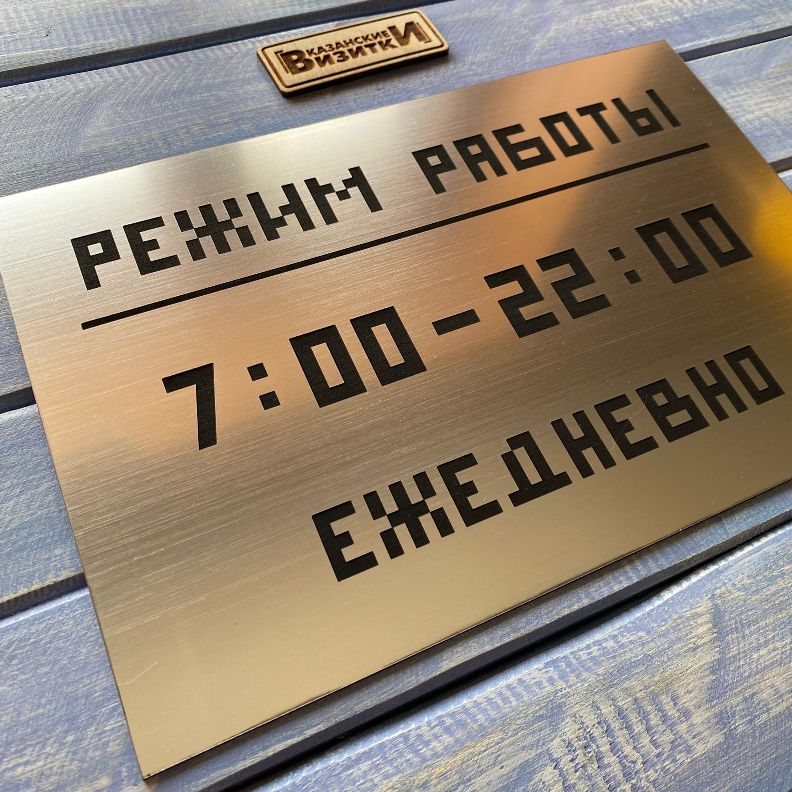 КАЗАНСКИЕ
ВИЗИТКИ
РЕЖИМ РАБОТЫ
7:00-22:00
ЕЖЕДНЕВНО